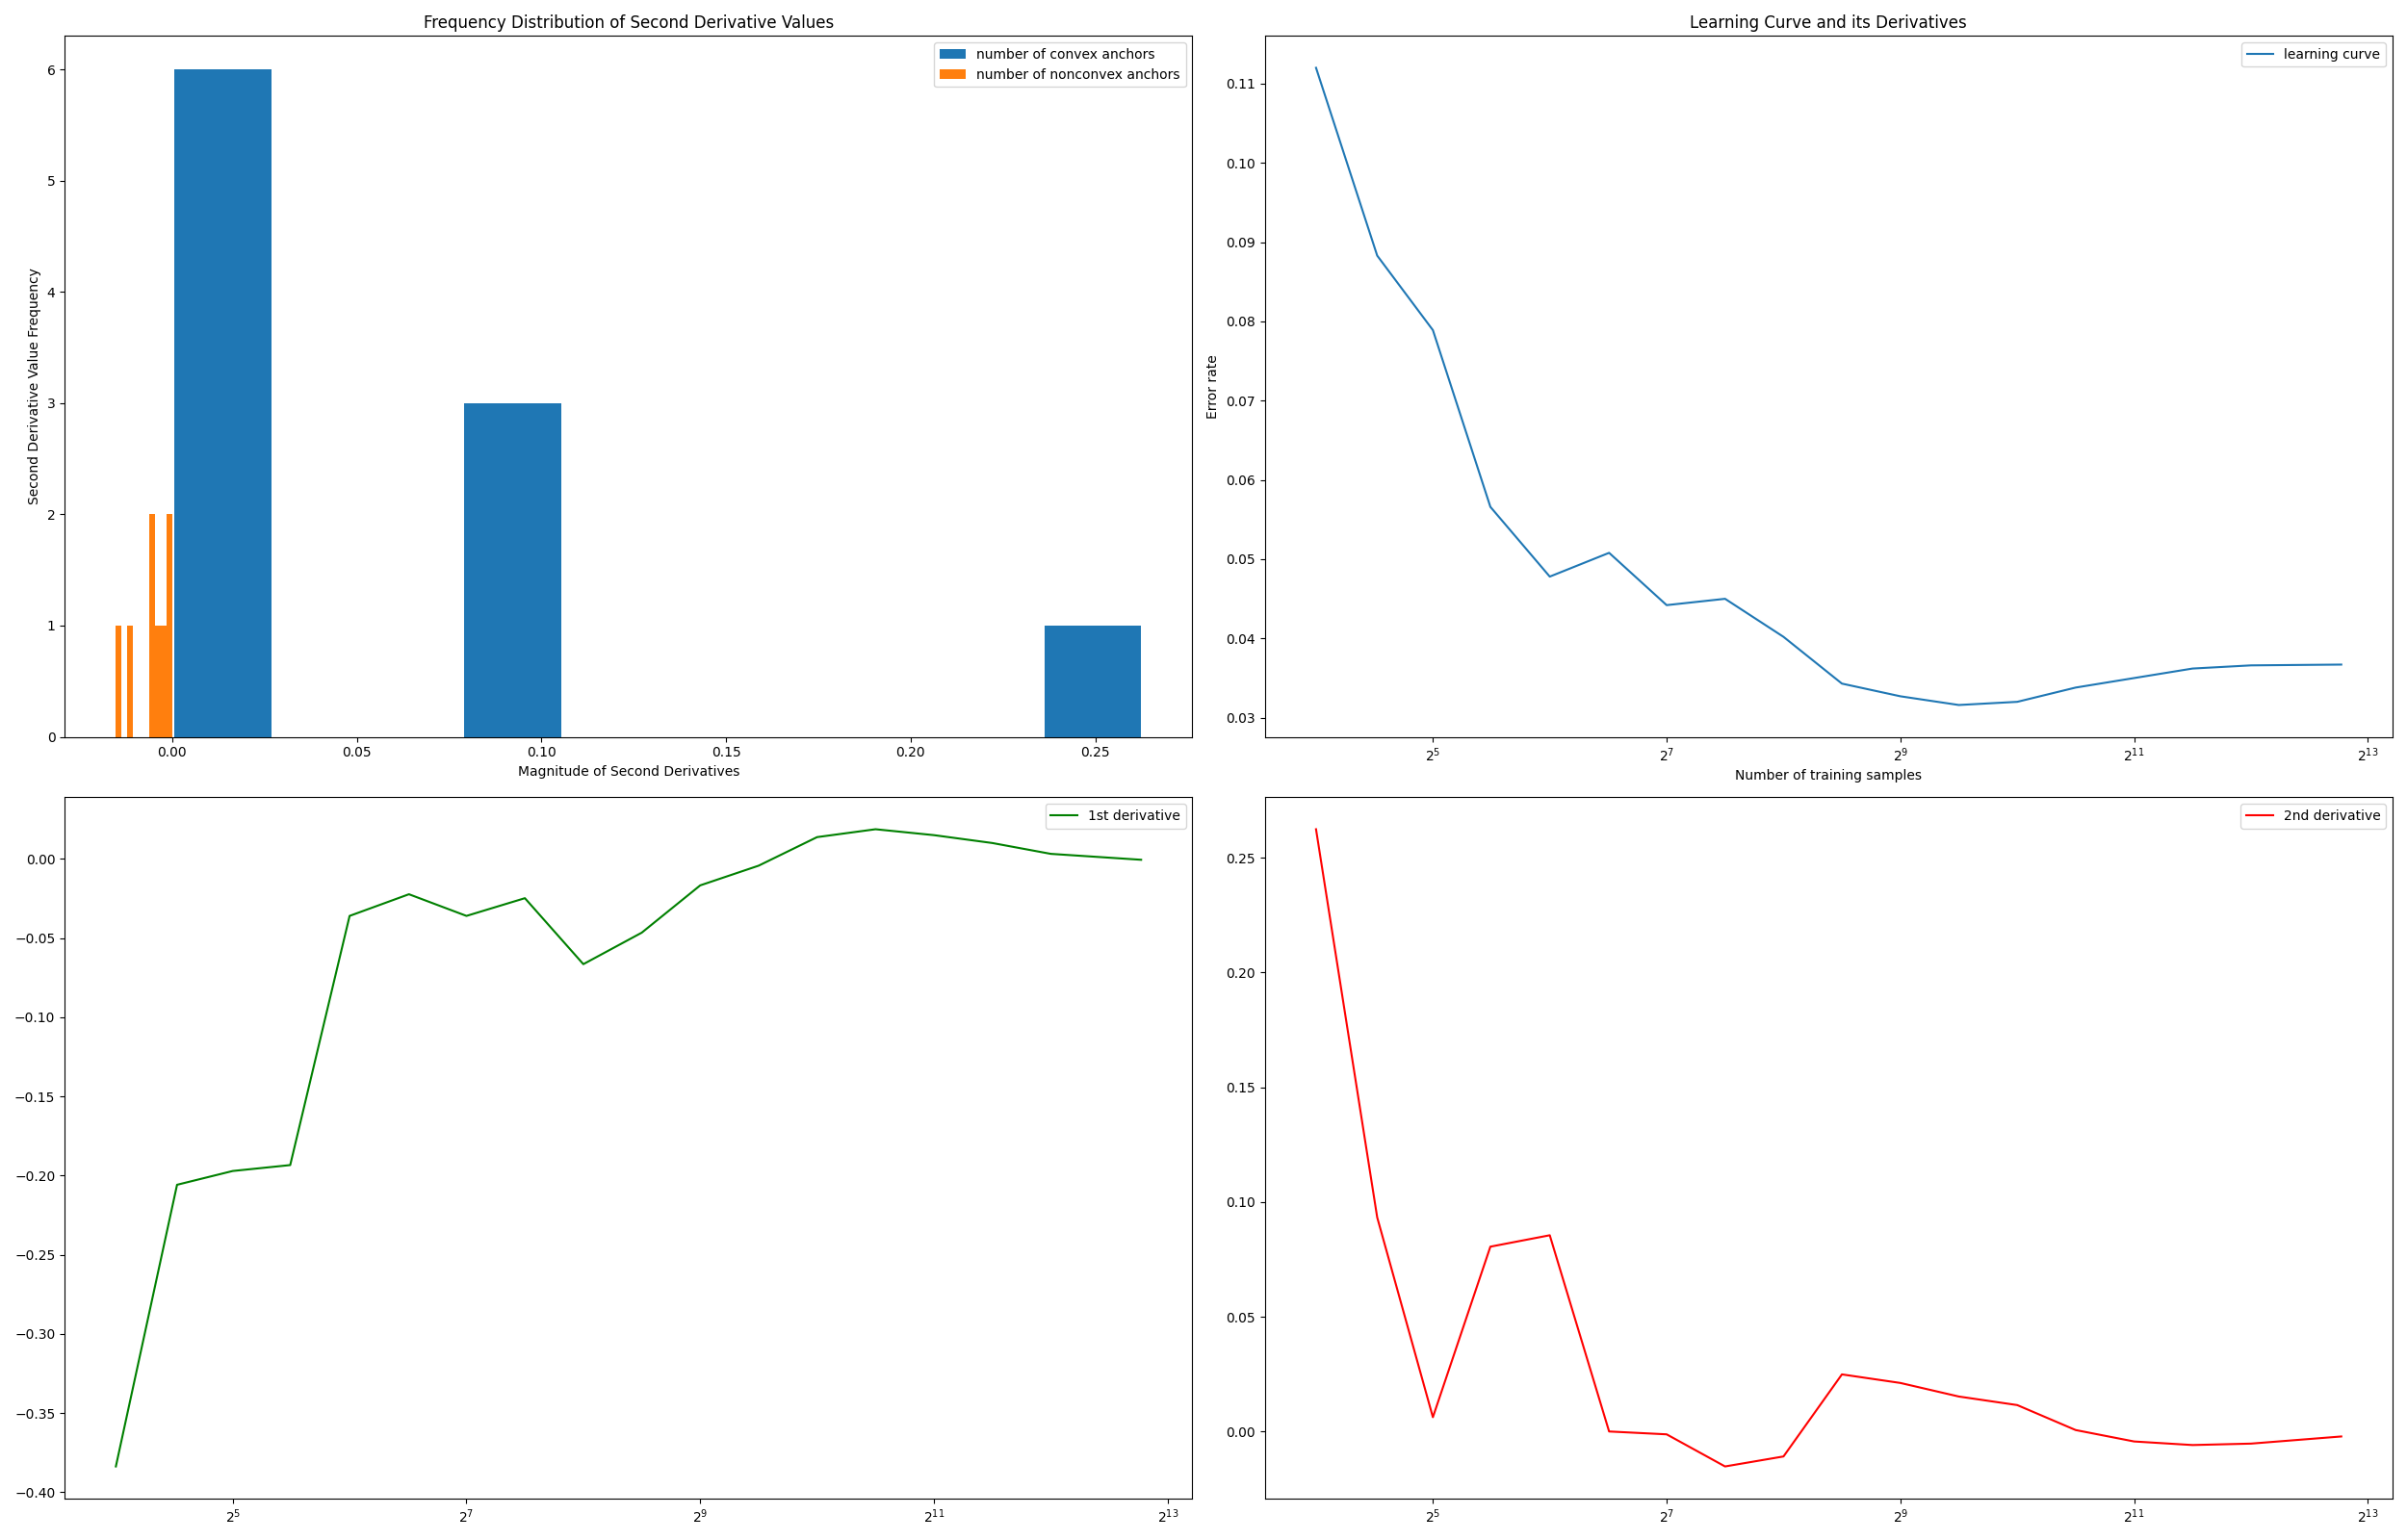 Frequency Distribution of Second Derivative Values
number of convex anchors
number of nonconvex anchors
Second Derivative Value Frequency
6
5
4
3
2
1
0
0.00 0.05 0.10 0.15 0.20 0.25
Magnitude of Second Derivatives
Learning Curve and its Derivatives
learning curve
Error rate
0.11
0.10
0.09
0.08
0.07
0.06
0.05
0.04
0.03
2^5 2^7 2^9 2^11 2^13
Number of training samples
1st derivative
0.00
−0.05
−0.10
−0.15
−0.20
−0.25
−0.30
−0.35
−0.40
2^5 2^7 2^9 2^11 2^13
2nd derivative
0.25
0.20
0.15
0.10
0.05
0.00
2^5 2^7 2^9 2^11 2^13